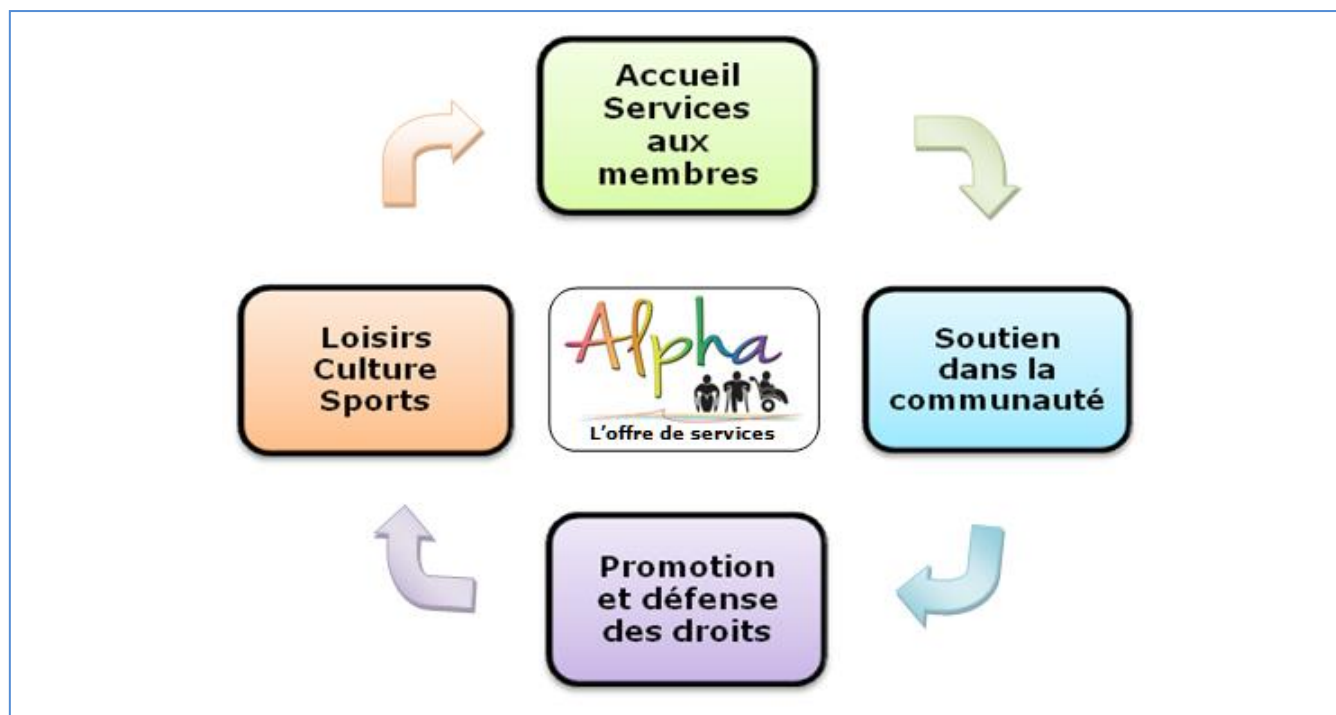 Accueil
Services
aux
membres
Loisirs
Culture
Sports
Alpha
L'offre de services
Soutien
dans la
communauté
Promotion
et défense
des droits